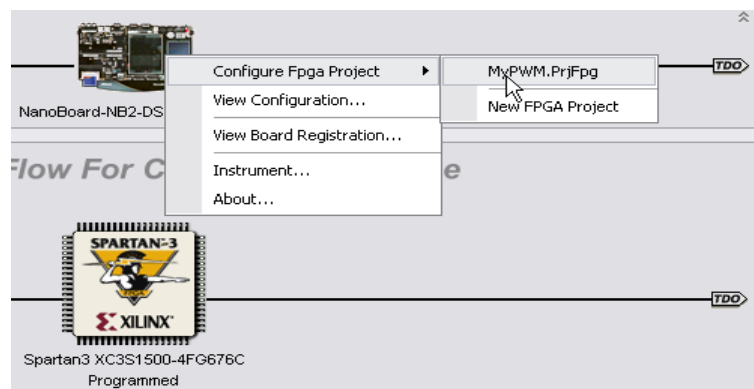 Configure Fpga Project
MyPWM.PrjFpg
TDO
View Configuration...
New FPGA Project
NanoBoard-NB2-DS
View Board Registration...
Flow For C
e
Instrument...
About...
SPARTAN-3
FPGA
XILINX
TDO
Spartan3 XC3S1500-4FG676C
Programmed